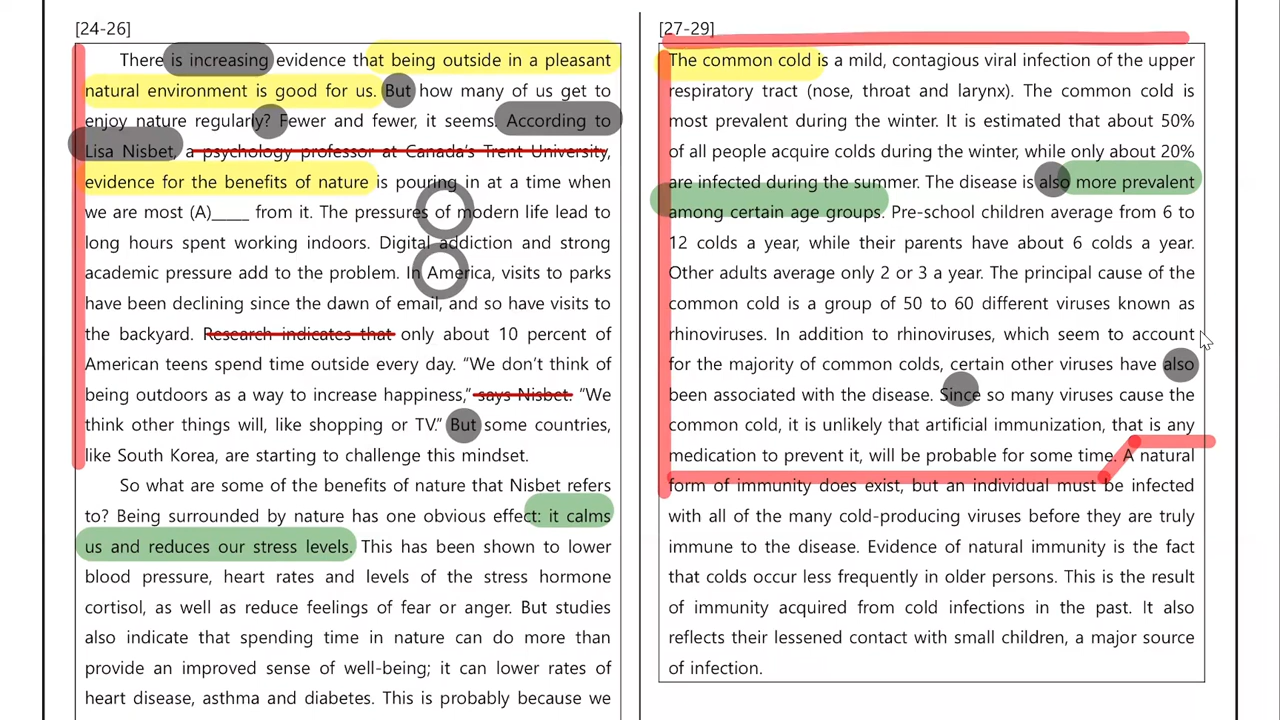 [24-26]
There is increasing evidence that being outside in a pleasant
natural environment is good for us. But how many of us get to
enjoy nature regularly? Fewer and fewer, it seems. According to
Lisa Nisbet, a psychology professor at Canada's Trent University,
evidence for the benefits of nature is pouring in at a time when
we are most (A)_____ from it. The pressures of modern life lead to
long hours spent working indoors. Digital addiction and strong
academic pressure add to the problem. In America, visits to parks
have been declining since the dawn of email, and so have visits to
the backyard. Research indicates that only about 10 percent of
American teens spend time outside every day. “We don’t think of
being outdoors as a way to increase happiness,” says Nisbet. “We
think other things will, like shopping or TV.” But some countries,
like South Korea, are starting to challenge this mindset.
So what are some of the benefits of nature that Nisbet refers
to? Being surrounded by nature has one obvious effect: it calms
us and reduces our stress levels. This has been shown to lower
blood pressure, heart rates and levels of the stress hormone
cortisol, as well as reduce feelings of fear or anger. But studies
also indicate that spending time in nature can do more than
provide an improved sense of well-being; it can lower rates of
heart disease, asthma and diabetes. This is probably because we
[27-29]
The common cold is a mild, contagious viral infection of the upper
respiratory tract (nose, throat and larynx). The common cold is
most prevalent during the winter. It is estimated that about 50%
of all people acquire colds during the winter, while only about 20%
are infected during the summer. The disease is also more prevalent
among certain age groups. Pre-school children average from 6 to
12 colds a year, while their parents have about 6 colds a year.
Other adults average only 2 or 3 a year. The principal cause of the
common cold is a group of 50 to 60 different viruses known as
rhinoviruses. In addition to rhinoviruses, which seem to account
for the majority of common colds, certain other viruses have also
been associated with the disease. Since so many viruses cause the
common cold, it is unlikely that artificial immunization, that is any
medication to prevent it, will be probable for some time. A natural
form of immunity does exist, but an individual must be infected
with all of the many cold-producing viruses before they are truly
immune to the disease. Evidence of natural immunity is the fact
that colds occur less frequently in older persons. This is the result
of immunity acquired from cold infections in the past. It also
reflects their lessened contact with small children, a major source
of infection.